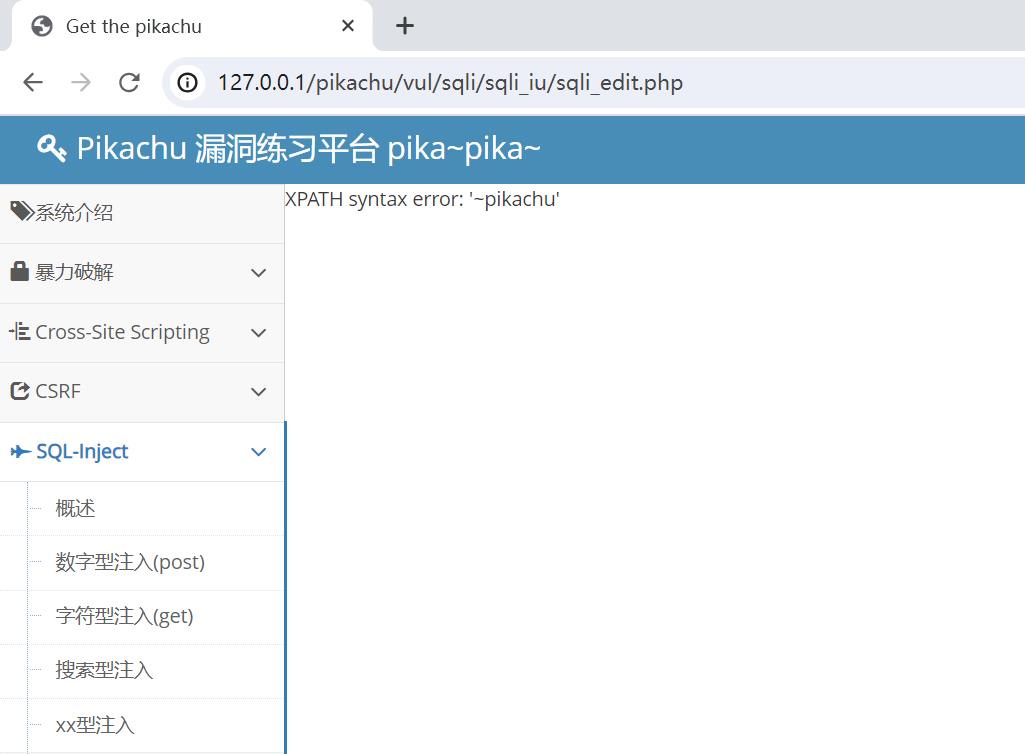 Get the pikachu
127.0.0.1/pikachu/vul/sqli/sqli_iu/sqli_edit.php
Pikachu 漏洞练习平台 pika~pika~
系统介绍
XPATH syntax error: '~pikachu'
暴力破解
Cross-Site Scripting
CSRF
SQL-Inject
概述
数字型注入(post)
字符型注入(get)
搜索型注入
xx型注入